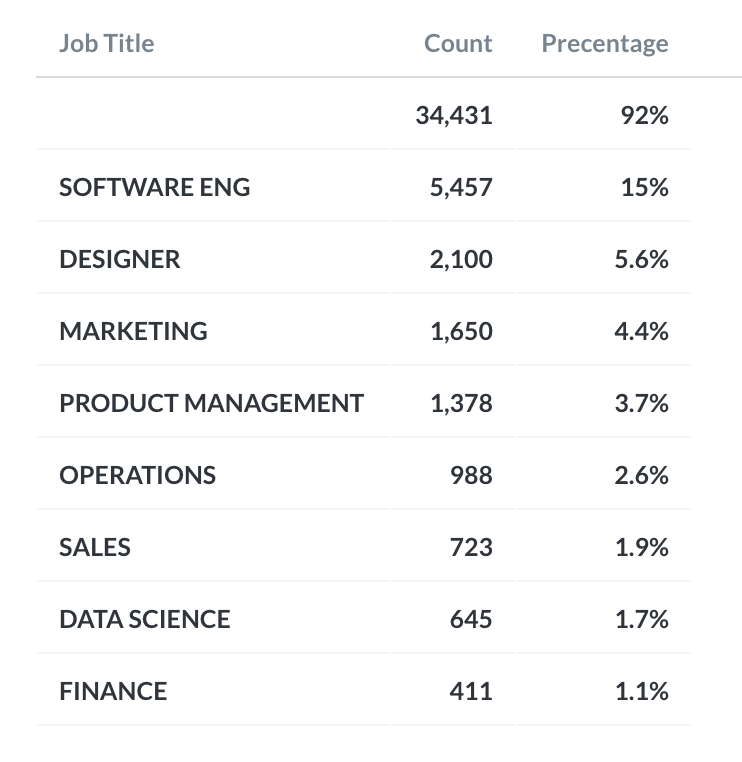 Job Title Count Precentage
34,431 92%
SOFTWARE ENG 5,457 15%
DESIGNER 2,100 5.6%
MARKETING 1,650 4.4%
PRODUCT MANAGEMENT 1,378 3.7%
OPERATIONS 988 2.6%
SALES 723 1.9%
DATA SCIENCE 645 1.7%
FINANCE 411 1.1%